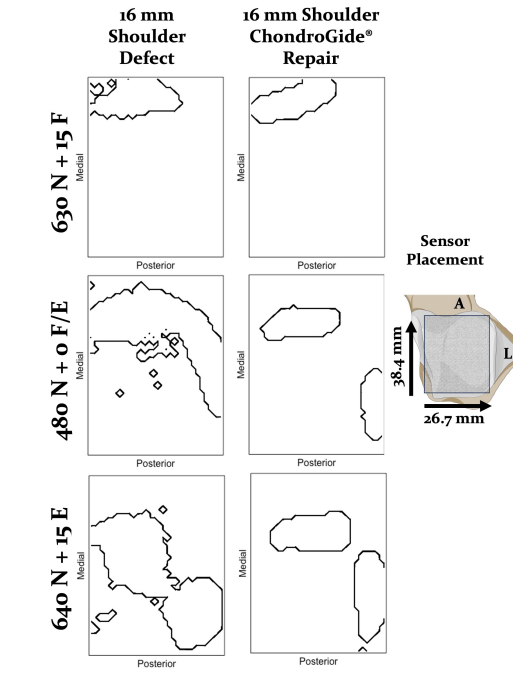 16 mm
Shoulder
Defect
16 mm Shoulder
ChondroGide®
Repair
630 N + 15 F
Medial
Posterior
Medial
Posterior
480 N + 0 F/E
Medial
Posterior
Medial
Posterior
640 N + 15 E
Medial
Posterior
Medial
Posterior
Sensor
Placement
A
L
38.4 mm
26.7 mm